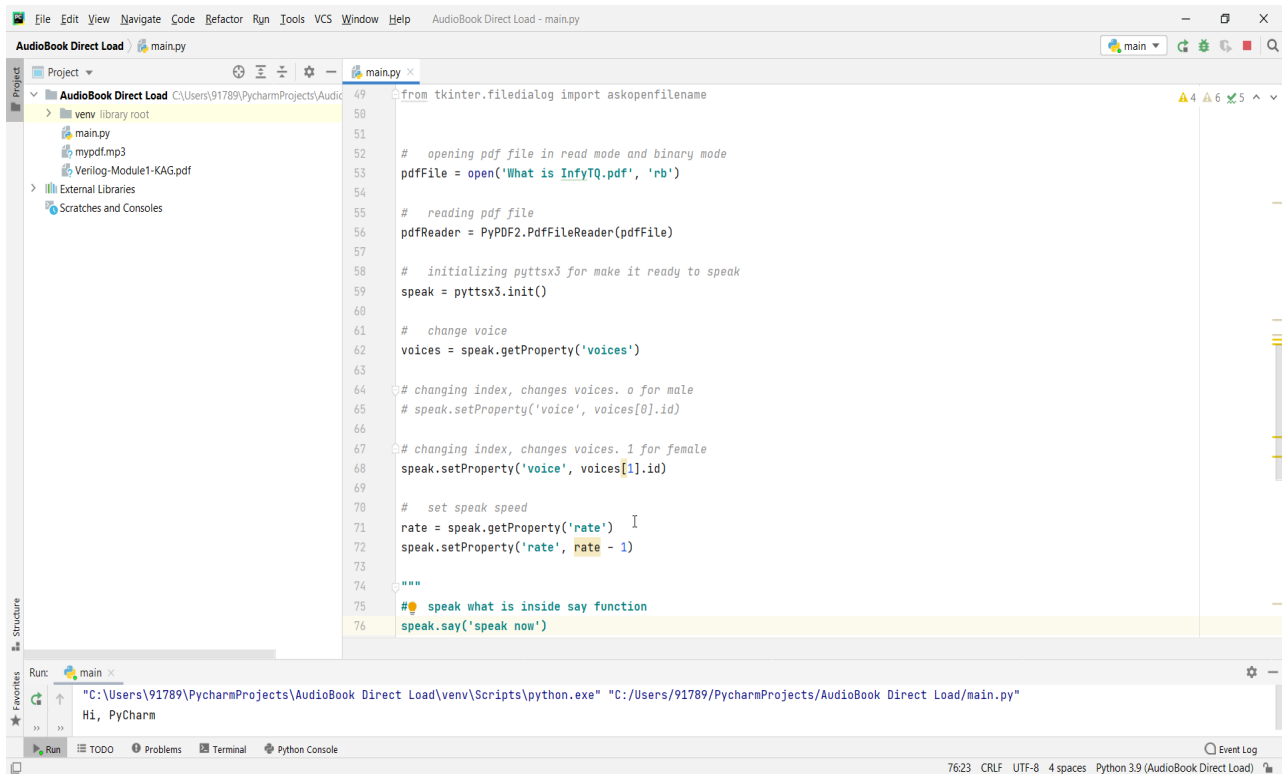 PC File Edit View Navigate Code Refactor Run Tools VCS Window Help AudioBook Direct Load - main.py
AudioBook Direct Load main.py main
Project main.py
AudioBook Direct Load C:\Users\91789\PycharmProjects\Audic
venv library root
main.py
mypdf.mp3
Verilog-Module1-KAG.pdf
External Libraries
Scratches and Consoles
Project
Structure
Favorites
4 6 5
49 from tkinter.filedialog import askopenfilename
50
51
52 #   opening pdf file in read mode and binary mode
53 pdfFile = open('What is InfyTQ.pdf', 'rb')
54
55 #   reading pdf file
56 pdfReader = PyPDF2.PdfFileReader(pdfFile)
57
58 #   initializing pyttsx3 for make it ready to speak
59 speak = pyttsx3.init()
60
61 #   change voice
62 voices = speak.getProperty('voices')
63
64 # changing index, changes voices. o for male
65 # speak.setProperty('voice', voices[0].id)
66
67 # changing index, changes voices. 1 for female
68 speak.setProperty('voice', voices[1].id)
69
70 #   set speak speed
71 rate = speak.getProperty('rate')
72 speak.setProperty('rate', rate - 1)
73
74 """
75 #   speak what is inside say function
76 speak.say('speak now')
Run: main
"C:\Users\91789\PycharmProjects\AudioBook Direct Load\venv\Scripts\python.exe" "C:/Users/91789/PycharmProjects/AudioBook Direct Load/main.py"
Hi, PyCharm
Run TODO Problems Terminal Python Console Event Log
76:23 CRLF UTF-8 4 spaces Python 3.9 (AudioBook Direct Load)